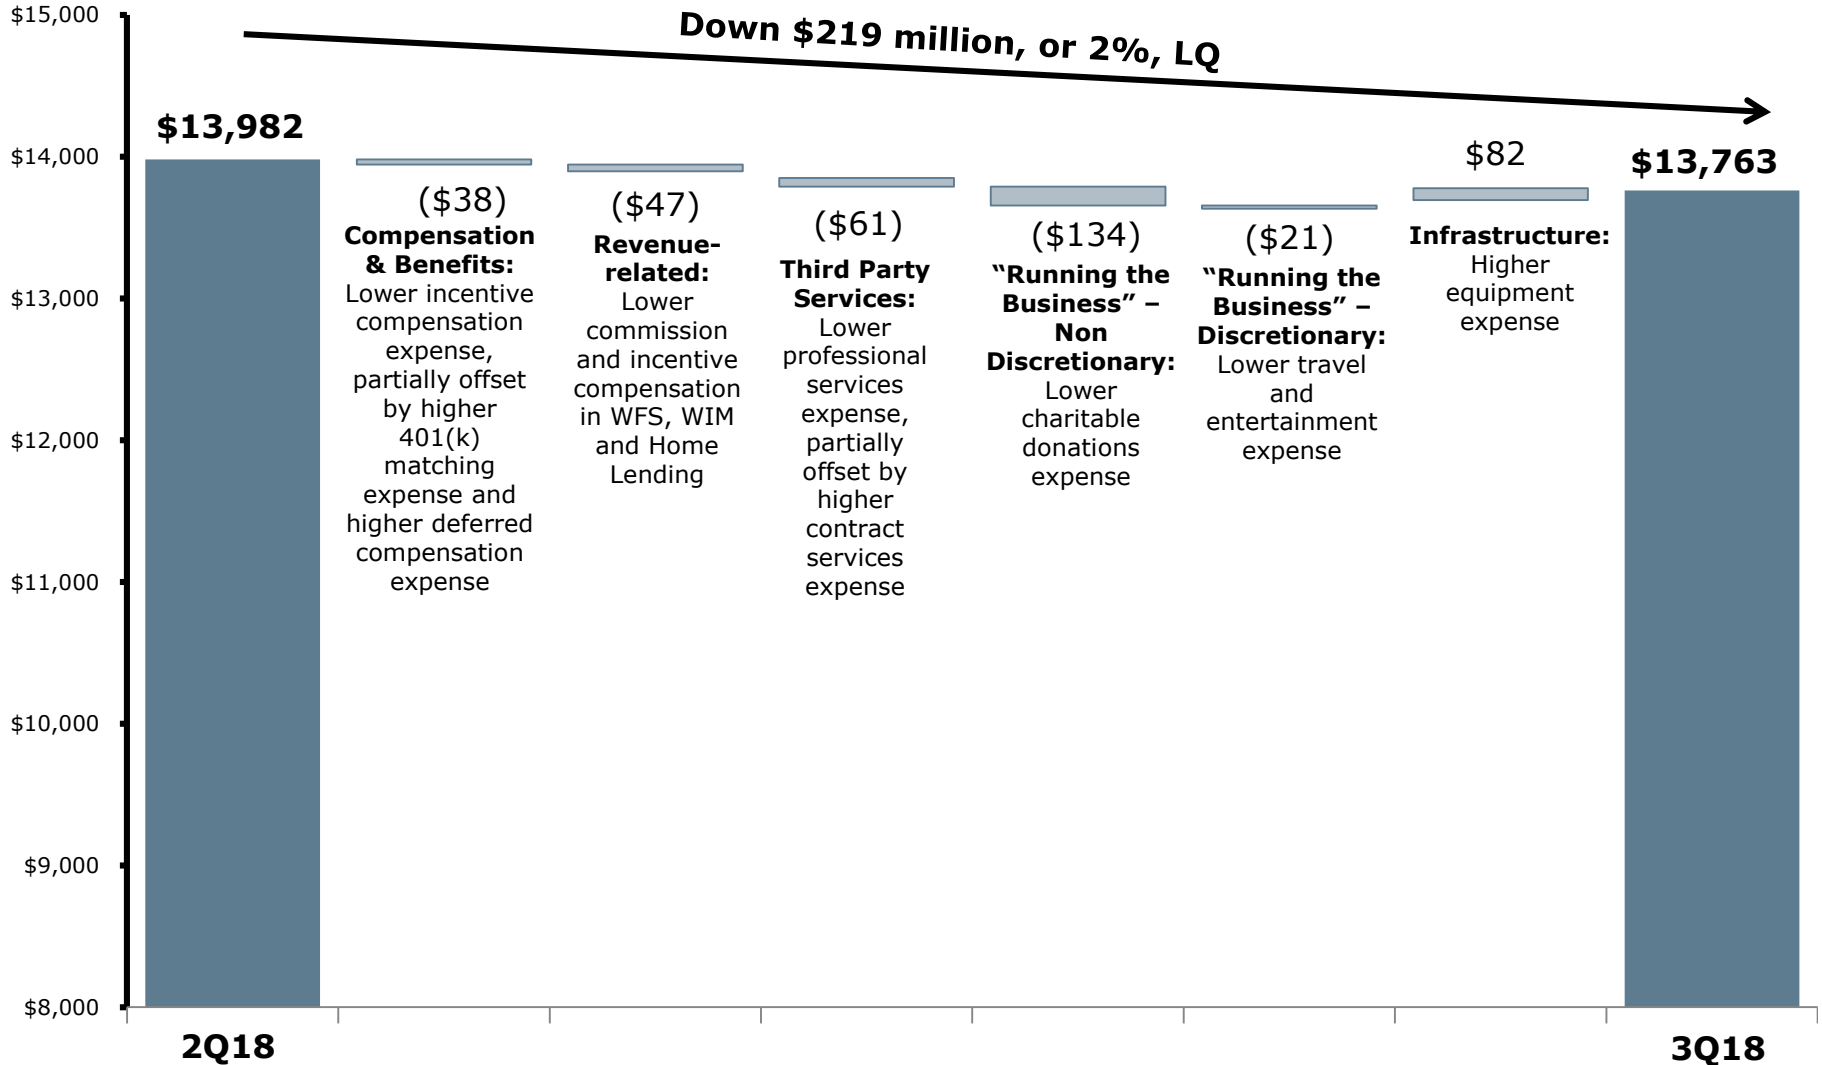 Down $219 million, or 2%, LQ
$15,000
$14,000
$13,000
$12,000
$11,000
$10,000
$9,000
$8,000
$13,982
($38)
Compensation
& Benefits:
Lower incentive
compensation
expense,
partially offset
by higher
401(k)
matching
expense and
higher deferred
compensation
expense
($47)
Revenue-
related:
Lower
commission
and incentive
compensation
in WFS, WIM
and Home
Lending
($61)
Third Party
Services:
Lower
professional
services
expense,
partially
offset by
higher
contract
services
expense
($134)
“Running the
Business” –
Non
Discretionary:
Lower
charitable
donations
expense
($21)
“Running the
Business” –
Discretionary:
Lower travel
and
entertainment
expense
$82
Infrastructure:
Higher
equipment
expense
$13,763
2Q18
3Q18